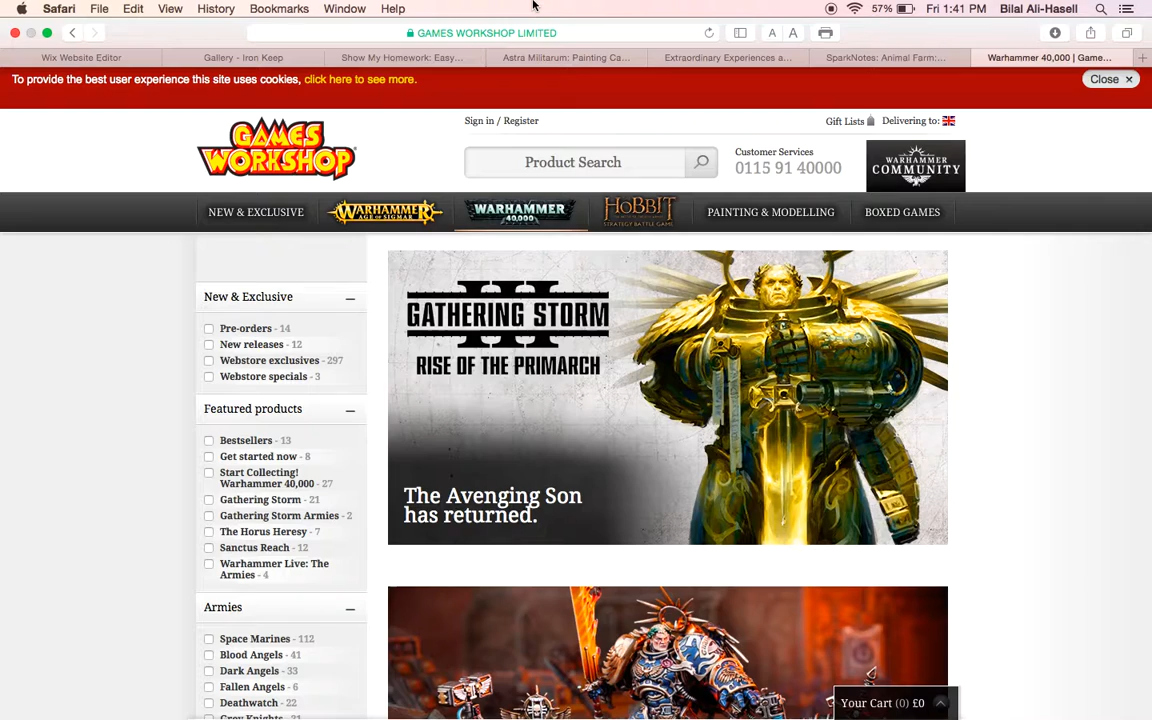 Safari File Edit View History Bookmarks Window Help 57% Fri 1:41 PM Bilal Ali-Hasell
GAMES WORKSHOP LIMITED A A
Wix Website Editor Gallery - Iron Keep Show My Homework: Easy... Astra Militarum: Painting Ca... Extraordinary Experiences a... SparkNotes: Animal Farm:... Warhammer 40,000 | Game...
To provide the best user experience this site uses cookies, click here to see more. Close ×
Sign in / Register Gift Lists Delivering to:
GAMES
WORKSHOP
Product Search
Customer Services
0115 91 40000
WARHAMMER
COMMUNITY
NEW & EXCLUSIVE
WARHAMMER
AGE OF SIGMAR
WARHAMMER
40,000
THE HOBBIT
STRATEGY BATTLE GAME
PAINTING & MODELLING
BOXED GAMES
New & Exclusive
Pre-orders - 14
New releases - 12
Webstore exclusives - 297
Webstore specials - 3
Featured products
Bestsellers - 13
Get started now - 8
Start Collecting!
Warhammer 40,000 - 27
Gathering Storm - 21
Gathering Storm Armies - 2
The Horus Heresy - 7
Sanctus Reach - 12
Warhammer Live: The
Armies - 4
Armies
Space Marines - 112
Blood Angels - 41
Dark Angels - 33
Fallen Angels - 6
Deathwatch - 22
Grey Knights - 21
III
GATHERING STORM
RISE OF THE PRIMARCH
The Avenging Son
has returned.
Your Cart (0) £0